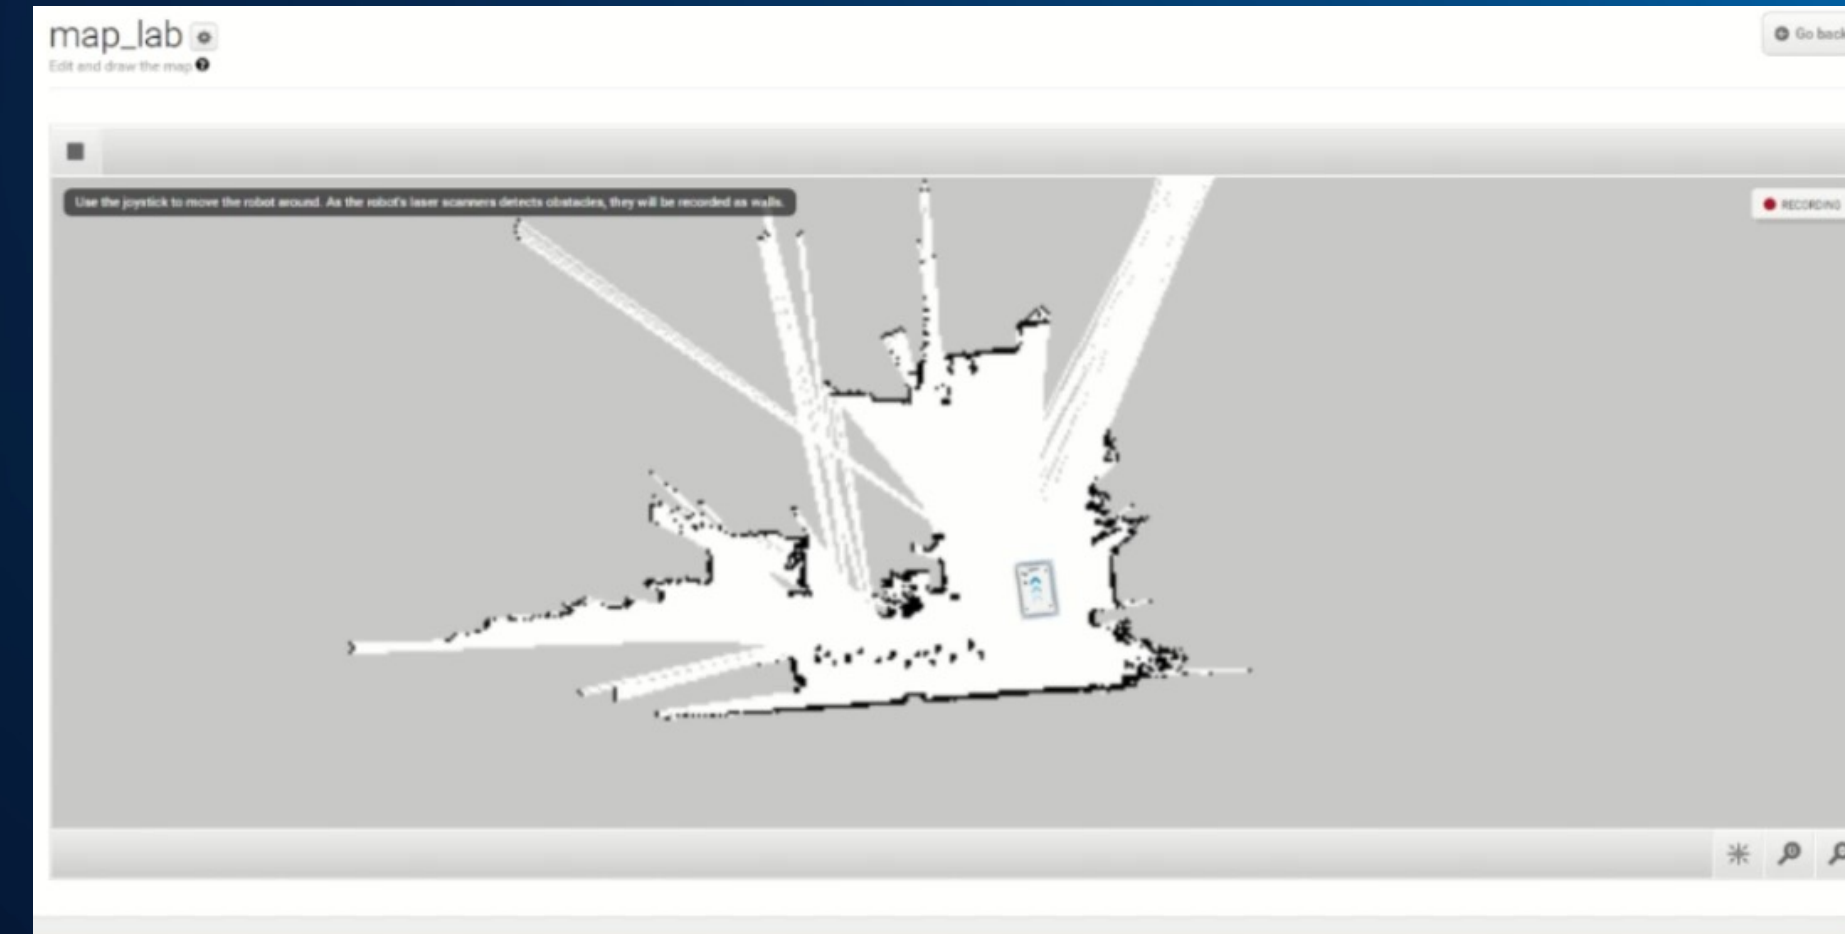 map_lab
Go back
Edit and draw the map
Use the joystick to move the robot around. As the robot's laser scanners detects obstacles, they will be recorded as walls.
RECORDING